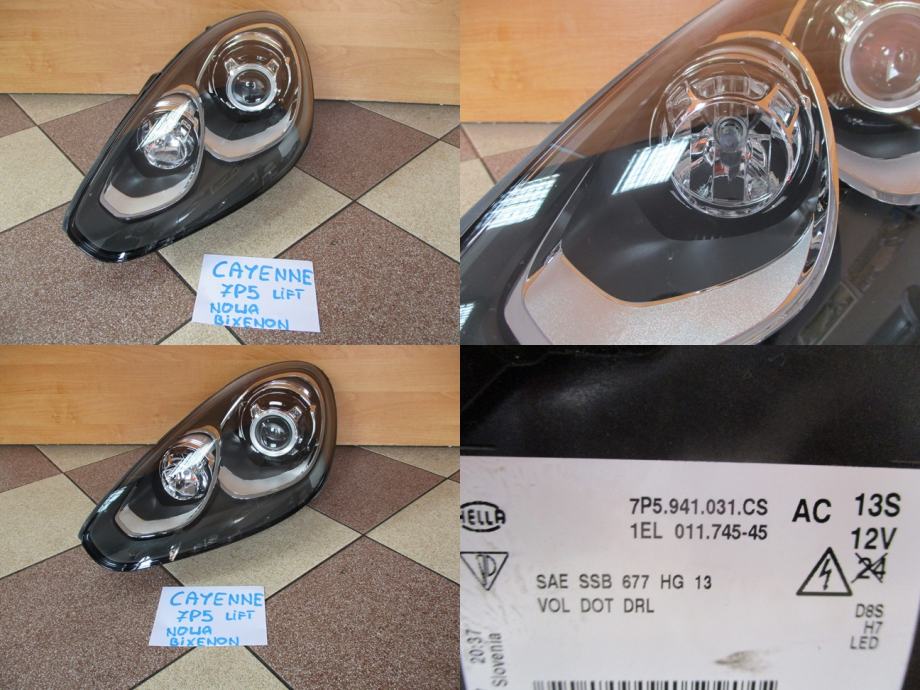 CAYENNE
7P5 LiFT
NOWA
BiXENON
CAYENNE
7P5 LiFT
NOWA
BiXENON
HELLA
7P5.941.031.CS
1EL 011.745-45
AC
13S
12V
24
SAE SSB 677 HG 13
VOL DOT DRL
D8S
H7
LED
20:37
Slovenia